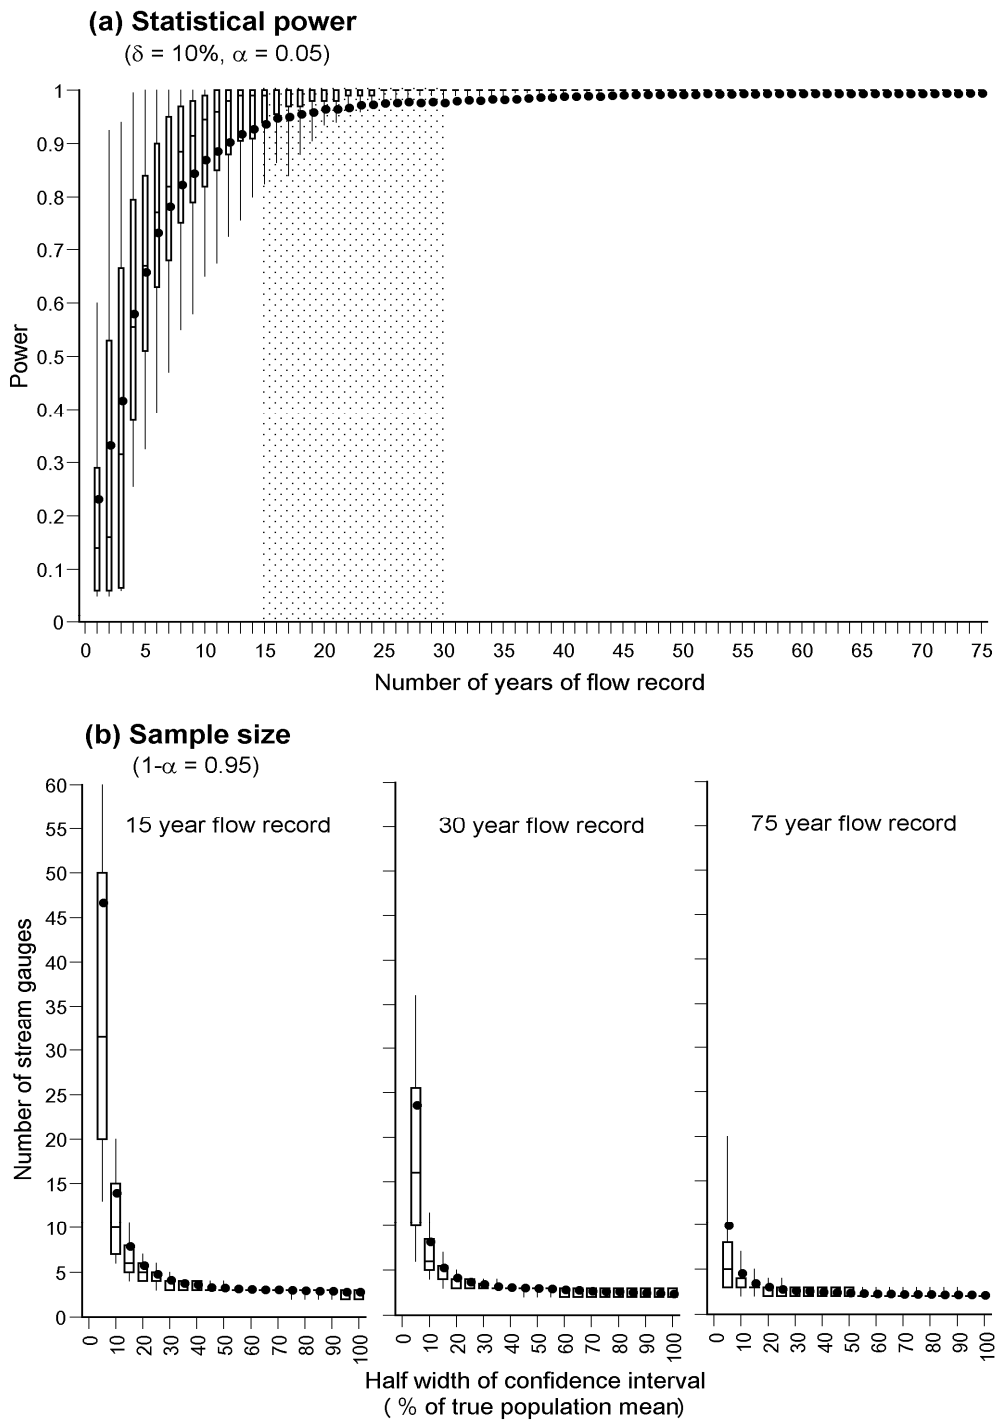 (a) Statistical power
(δ = 10%, α = 0.05)
1
0.9
0.8
0.7
0.6
0.5
0.4
0.3
0.2
0.1
0
Power
0 5 10 15 20 25 30 35 40 45 50 55 60 65 70 75
Number of years of flow record
(b) Sample size
(1-α = 0.95)
15 year flow record
30 year flow record
75 year flow record
60
55
50
45
40
35
30
25
20
15
10
5
0
Number of stream gauges
0 10 20 30 40 50 60 70 80 90 100
0 10 20 30 40 50 60 70 80 90 100
0 10 20 30 40 50 60 70 80 90 100
Half width of confidence interval
( % of true population mean)